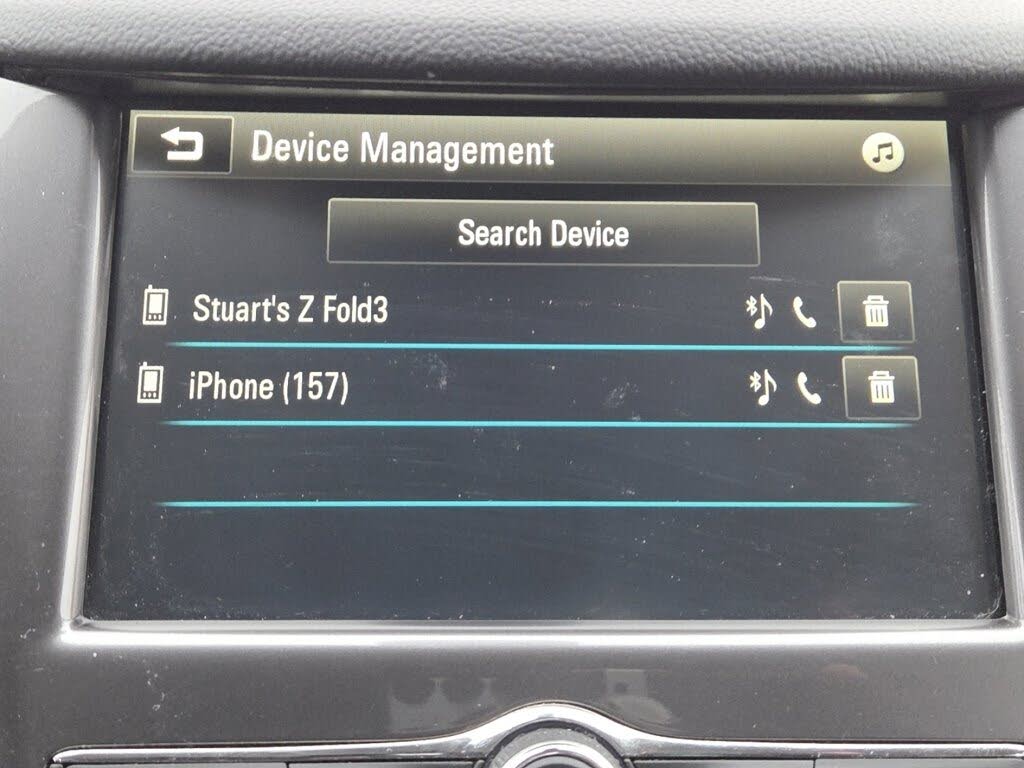 Device Management
Search Device
Stuart's Z Fold3
iPhone (157)